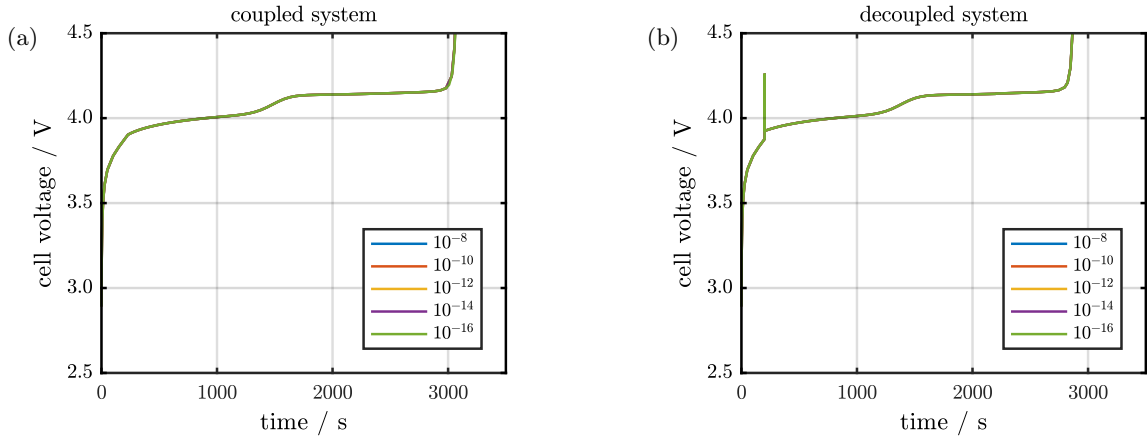 coupled system
(a)
4.5
4.0
3.5
3.0
2.5
cell voltage / V
10⁻⁸
10⁻¹⁰
10⁻¹²
10⁻¹⁴
10⁻¹⁶
0 1000 2000 3000
time / s
decoupled system
(b)
4.5
4.0
3.5
3.0
2.5
cell voltage / V
10⁻⁸
10⁻¹⁰
10⁻¹²
10⁻¹⁴
10⁻¹⁶
0 1000 2000 3000
time / s